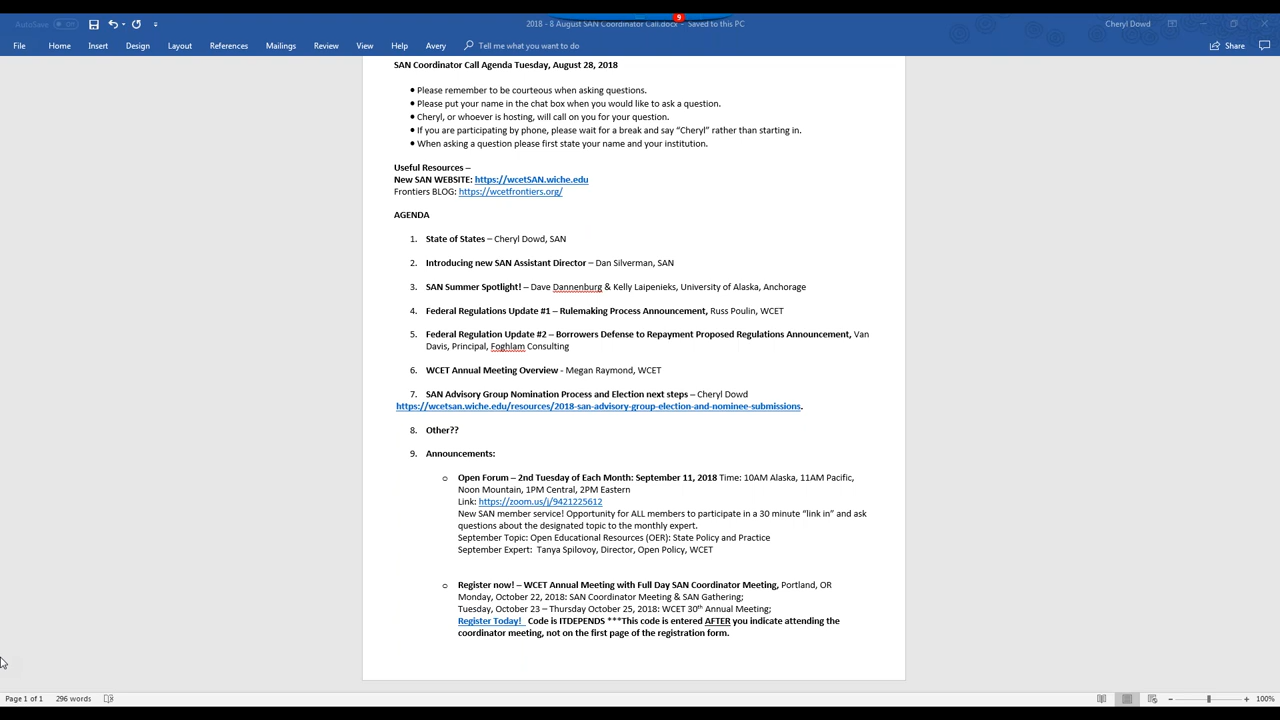 AutoSave Off
9
2018 - 8 August SAN Coordinator Call.docx - Saved to this PC
Cheryl Dowd
File Home Insert Design Layout References Mailings Review View Help Avery Tell me what you want to do Share
SAN Coordinator Call Agenda Tuesday, August 28, 2018
• Please remember to be courteous when asking questions.
• Please put your name in the chat box when you would like to ask a question.
• Cheryl, or whoever is hosting, will call on you for your question.
• If you are participating by phone, please wait for a break and say “Cheryl” rather than starting in.
• When asking a question please first state your name and your institution.
Useful Resources –
New SAN WEBSITE: https://wcetSAN.wiche.edu
Frontiers BLOG: https://wcetfrontiers.org/
AGENDA
1. State of States – Cheryl Dowd, SAN
2. Introducing new SAN Assistant Director – Dan Silverman, SAN
3. SAN Summer Spotlight! – Dave Dannenburg & Kelly Laipenieks, University of Alaska, Anchorage
4. Federal Regulations Update #1 – Rulemaking Process Announcement, Russ Poulin, WCET
5. Federal Regulation Update #2 – Borrowers Defense to Repayment Proposed Regulations Announcement, Van
Davis, Principal, Foghlam Consulting
6. WCET Annual Meeting Overview - Megan Raymond, WCET
7. SAN Advisory Group Nomination Process and Election next steps – Cheryl Dowd
https://wcetsan.wiche.edu/resources/2018-san-advisory-group-election-and-nominee-submissions.
8. Other??
9. Announcements:
o Open Forum – 2nd Tuesday of Each Month: September 11, 2018 Time: 10AM Alaska, 11AM Pacific,
Noon Mountain, 1PM Central, 2PM Eastern
Link: https://zoom.us/j/9421225612
New SAN member service! Opportunity for ALL members to participate in a 30 minute “link in” and ask
questions about the designated topic to the monthly expert.
September Topic: Open Educational Resources (OER): State Policy and Practice
September Expert: Tanya Spilovoy, Director, Open Policy, WCET
o Register now! – WCET Annual Meeting with Full Day SAN Coordinator Meeting, Portland, OR
Monday, October 22, 2018: SAN Coordinator Meeting & SAN Gathering;
Tuesday, October 23 – Thursday October 25, 2018: WCET 30th Annual Meeting;
Register Today! Code is ITDEPENDS ***This code is entered AFTER you indicate attending the
coordinator meeting, not on the first page of the registration form.
Page 1 of 1 296 words 100%